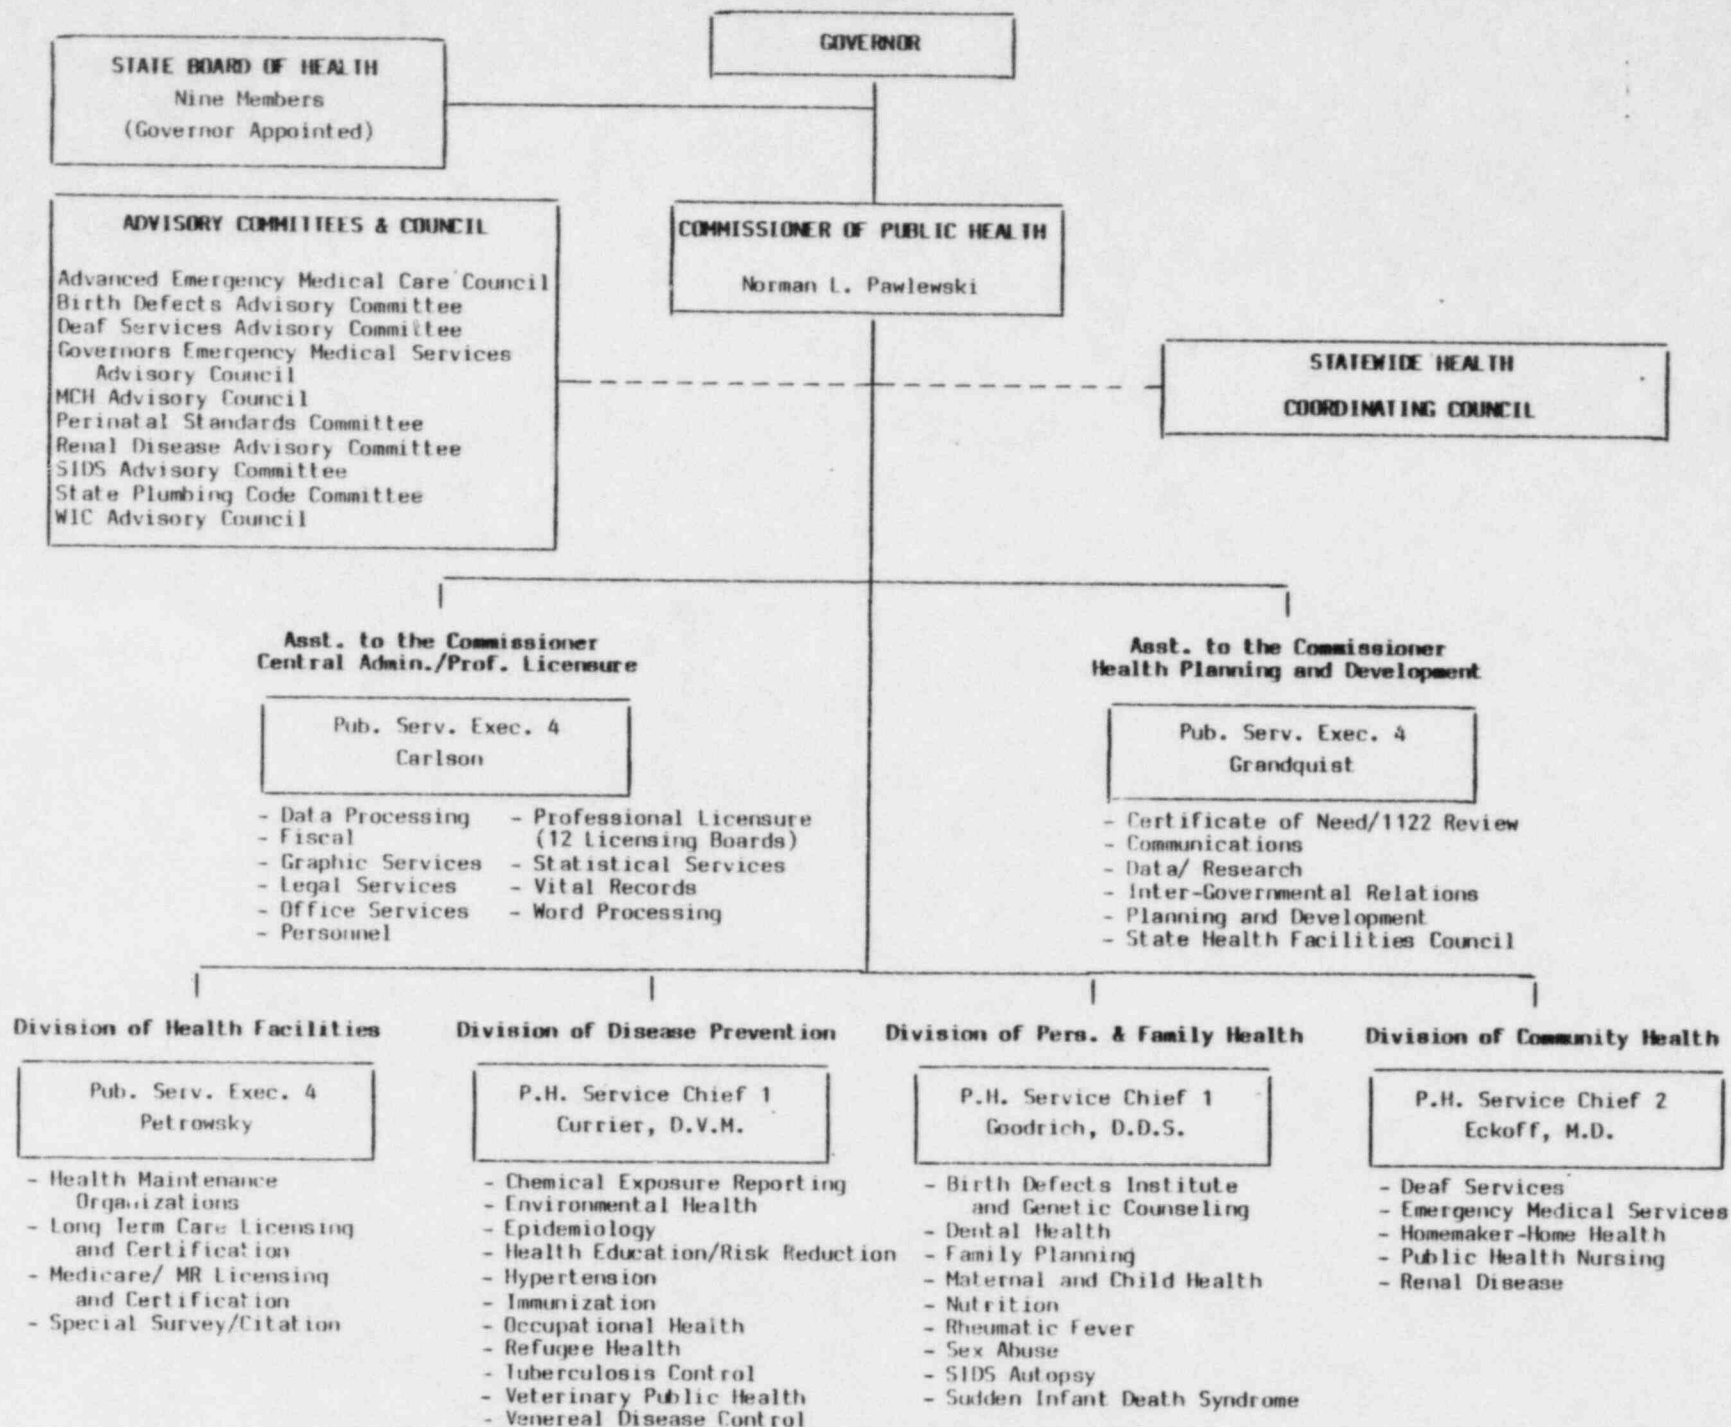 GOVERNOR
STATE BOARD OF HEALTH
Nine Members
(Governor Appointed)
ADVISORY COMMITTEES & COUNCIL
Advanced Emergency Medical Care Council
Birth Defects Advisory Committee
Deaf Services Advisory Committee
Governors Emergency Medical Services
Advisory Council
MCH Advisory Council
Perinatal Standards Committee
Renal Disease Advisory Committee
SIDS Advisory Committee
State Plumbing Code Committee
WIC Advisory Council
COMMISSIONER OF PUBLIC HEALTH
Norman L. Pawlewski
STATEWIDE HEALTH
COORDINATING COUNCIL
Asst. to the Commissioner
Central Admin./Prof. Licensure
Pub. Serv. Exec. 4
Carlson
- Data Processing
- Fiscal
- Graphic Services
- Legal Services
- Office Services
- Personnel
- Professional Licensure
(12 Licensing Boards)
- Statistical Services
- Vital Records
- Word Processing
Asst. to the Commissioner
Health Planning and Development
Pub. Serv. Exec. 4
Grandquist
- Certificate of Need/1122 Review
- Communications
- Data/ Research
- Inter-Governmental Relations
- Planning and Development
- State Health Facilities Council
Division of Health Facilities
Pub. Serv. Exec. 4
Petrowsky
- Health Maintenance
Organizations
- Long Term Care Licensing
and Certification
- Medicare/ MR Licensing
and Certification
- Special Survey/Citation
Division of Disease Prevention
P.H. Service Chief 1
Currier, D.V.M.
- Chemical Exposure Reporting
- Environmental Health
- Epidemiology
- Health Education/Risk Reduction
- Hypertension
- Immunization
- Occupational Health
- Refugee Health
- Tuberculosis Control
- Veterinary Public Health
- Venereal Disease Control
Division of Pers. & Family Health
P.H. Service Chief 1
Goodrich, D.D.S.
- Birth Defects Institute
and Genetic Counseling
- Dental Health
- Family Planning
- Maternal and Child Health
- Nutrition
- Rheumatic Fever
- Sex Abuse
- SIDS Autopsy
- Sudden Infant Death Syndrome
Division of Community Health
P.H. Service Chief 2
Eckoff, M.D.
- Deaf Services
- Emergency Medical Services
- Homemaker-Home Health
- Public Health Nursing
- Renal Disease